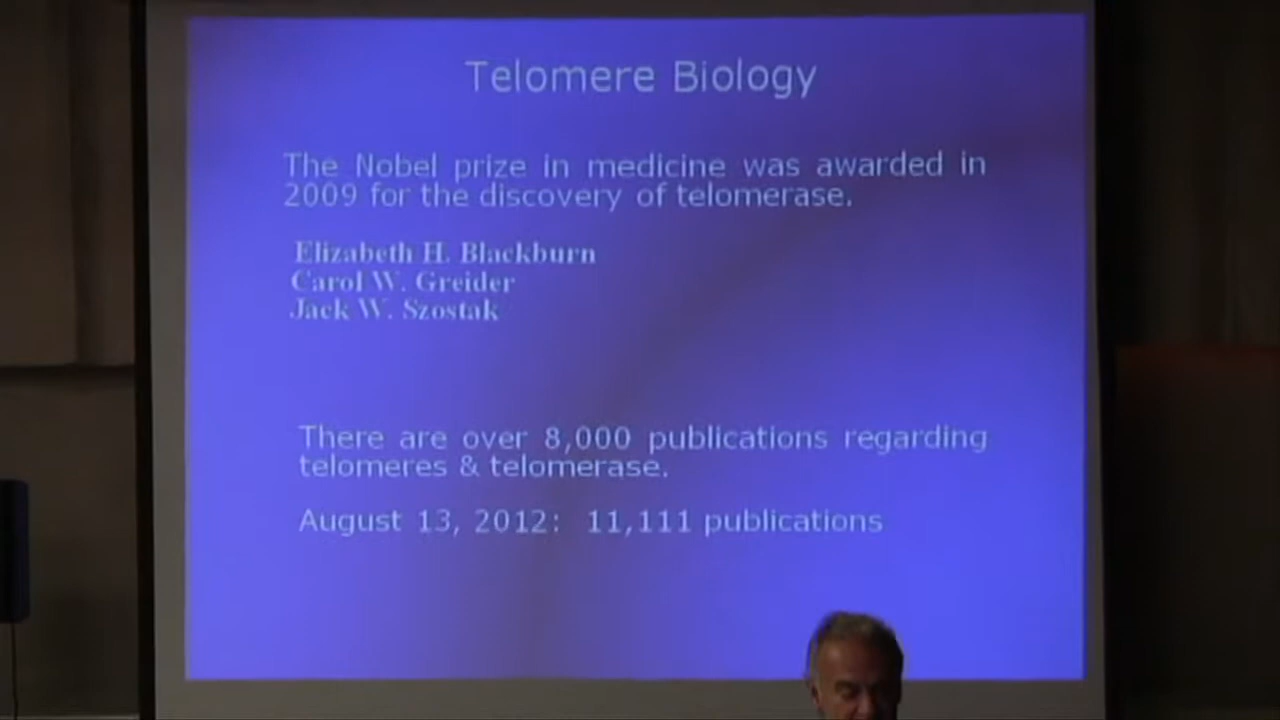 Telomere Biology
The Nobel prize in medicine was awarded in
2009 for the discovery of telomerase.
Elizabeth H. Blackburn
Carol W. Greider
Jack W. Szostak
There are over 8,000 publications regarding
telomeres & telomerase.
August 13, 2012: 11,111 publications